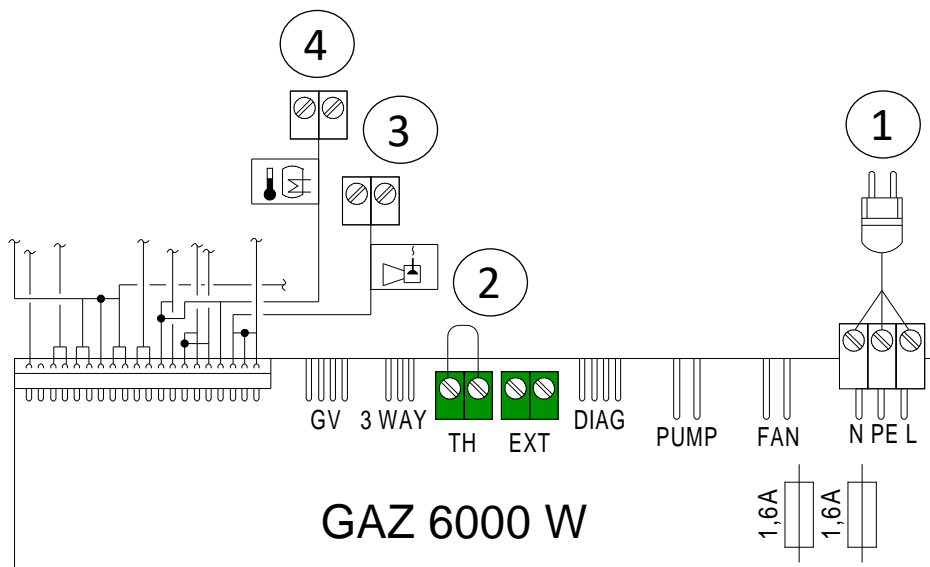 4
3
1
2
GV 3 WAY TH EXT DIAG PUMP FAN N PE L
GAZ 6000 W
1,6A
1,6A